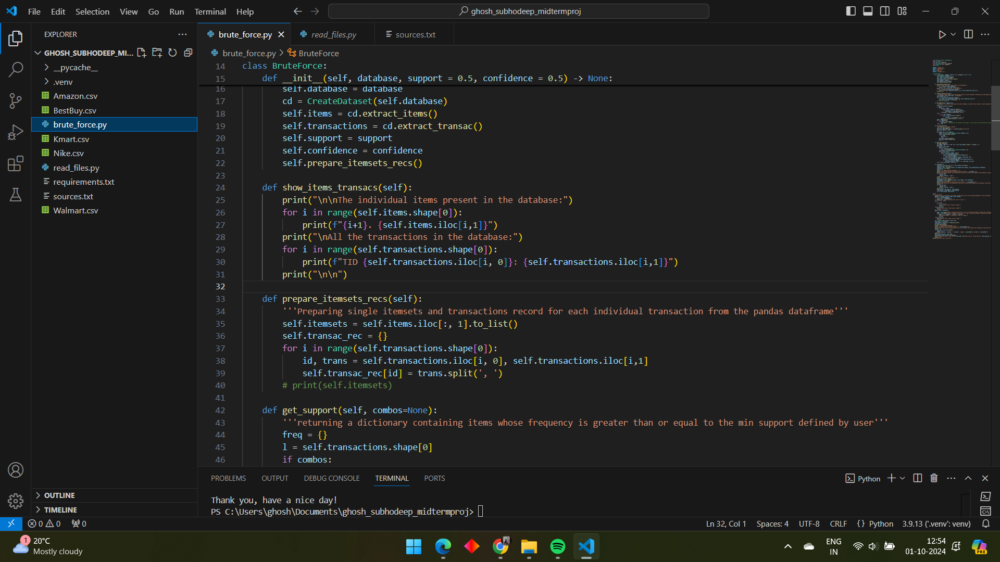 File Edit Selection View Go Run Terminal Help
ghosh_subhodeep_midtermproj
EXPLORER
GHOSH_SUBHODEEP_MI...
__pycache__
.venv
Amazon.csv
BestBuy.csv
brute_force.py
Kmart.csv
Nike.csv
read_files.py
requirements.txt
sources.txt
Walmart.csv
OUTLINE
TIMELINE
brute_force.py
read_files.py
sources.txt
brute_force.py > BruteForce
14 class BruteForce:
15 def __init__(self, database, support = 0.5, confidence = 0.5) -> None:
16 self.database = database
17 cd = CreateDataset(self.database)
18 self.items = cd.extract_items()
19 self.transactions = cd.extract_transac()
20 self.support = support
21 self.confidence = confidence
22 self.prepare_itemsets_recs()
23
24 def show_items_transacs(self):
25 print("\n\nThe individual items present in the database:")
26 for i in range(self.items.shape[0]):
27 print(f"{i+1}. {self.items.iloc[i,1]}")
28 print("\nAll the transactions in the database:")
29 for i in range(self.transactions.shape[0]):
30 print(f"TID {self.transactions.iloc[i, 0]}: {self.transactions.iloc[i,1]}")
31 print("\n\n")
32
33 def prepare_itemsets_recs(self):
34 '''Preparing single itemsets and transactions record for each individual transaction from the pandas dataframe'''
35 self.itemsets = self.items.iloc[:, 1].to_list()
36 self.transac_rec = {}
37 for i in range(self.transactions.shape[0]):
38 id, trans = self.transactions.iloc[i, 0], self.transactions.iloc[i,1]
39 self.transac_rec[id] = trans.split(', ')
40 # print(self.itemsets)
41
42 def get_support(self, combos=None):
43 '''returning a dictionary containing items whose frequency is greater than or equal to the min support defined by user'''
44 freq = {}
45 l = self.transactions.shape[0]
46 if combos:
PROBLEMS OUTPUT DEBUG CONSOLE TERMINAL PORTS
Python
Thank you, have a nice day!
PS C:\Users\ghosh\Documents\ghosh_subhodeep_midtermproj>
0 0 0
Ln 32, Col 1 Spaces: 4 UTF-8 CRLF {} Python 3.9.13 ('.venv': venv)
1
20°C
Mostly cloudy
ENG
IN
12:54
01-10-2024
PRE